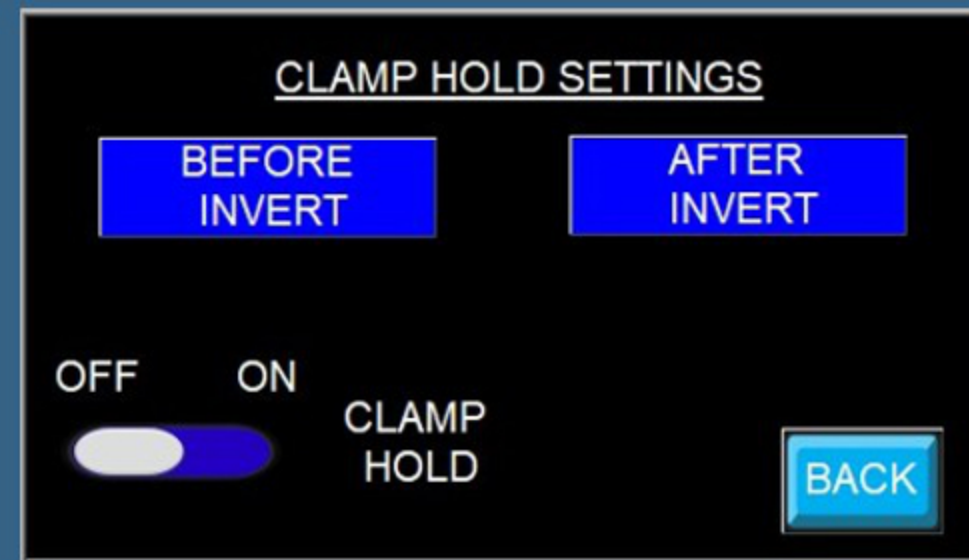 CLAMP HOLD SETTINGS
BEFORE
INVERT
AFTER
INVERT
OFF
ON
CLAMP
HOLD
BACK